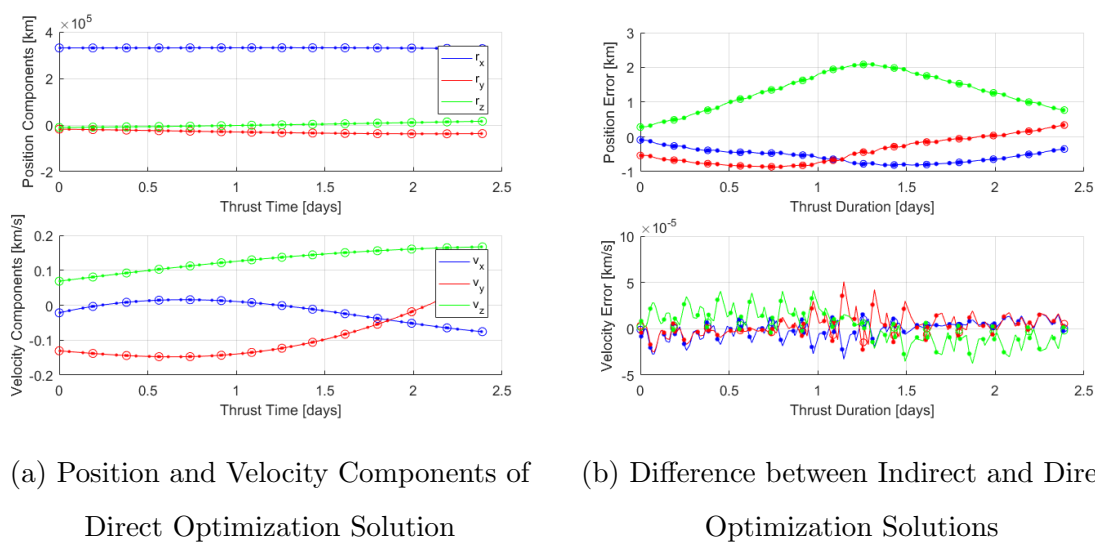 ×10⁵
4
2
0
-2
Position Components [km]
r_x
r_y
r_z
0
0.5
1
1.5
2
2.5
Thrust Time [days]
0.2
0.1
0
-0.1
-0.2
Velocity Components [km/s]
v_x
v_y
v_z
0
0.5
1
1.5
2
2.5
Thrust Time [days]
3
2
1
0
-1
Position Error [km]
0
0.5
1
1.5
2
2.5
Thrust Duration [days]
×10⁻⁵
10
5
0
-5
Velocity Error [km/s]
0
0.5
1
1.5
2
2.5
Thrust Duration [days]
(a) Position and Velocity Components of
Direct Optimization Solution
(b) Difference between Indirect and Dire
Optimization Solutions